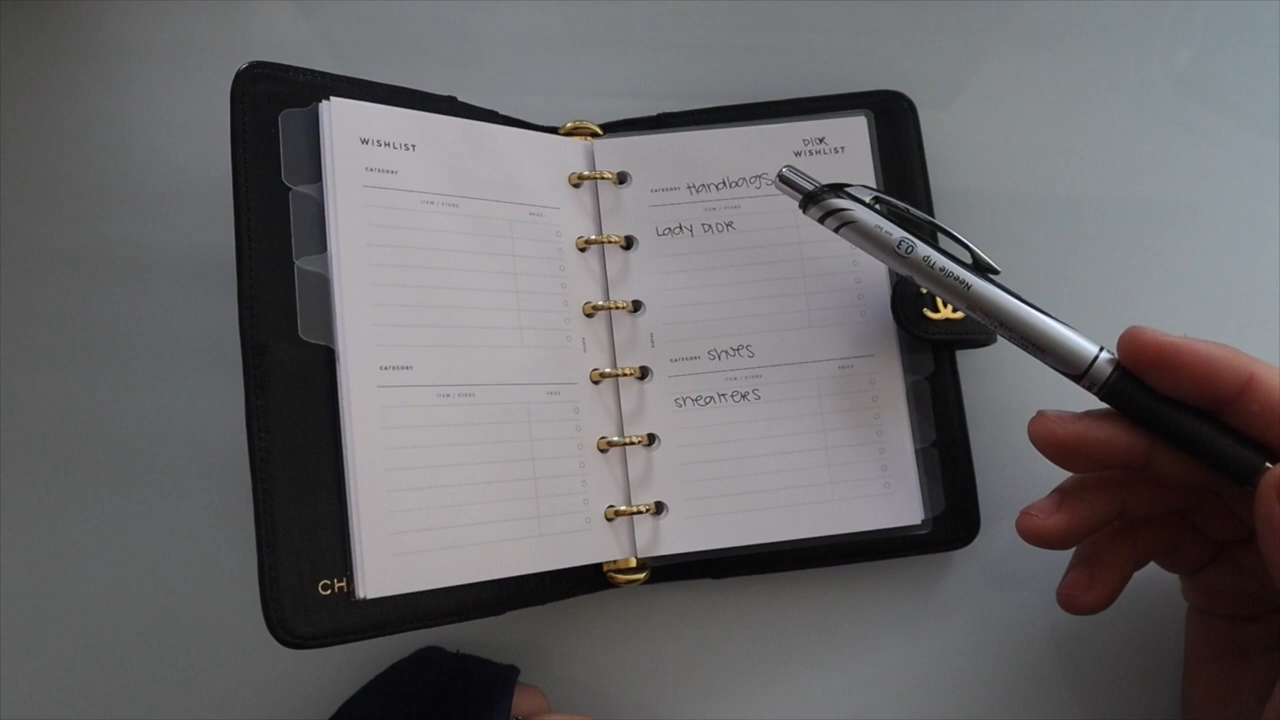 WISHLIST
CATEGORY
ITEM / STORE PRICE
CATEGORY
ITEM / STORE PRICE
CH
DIOR
WISHLIST
CATEGORY Handbags
ITEM / STORE
Lady DIOR
CATEGORY shoes
ITEM / STORE PRICE
sneakers
Needle Tip 0.3